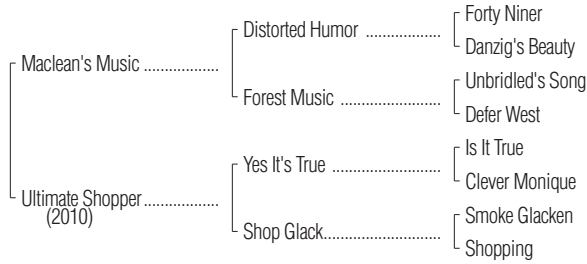 Forty Niner
Distorted Humor ..................
Danzig's Beauty
Maclean's Music ..................
Unbridled's Song
Forest Music ........................
Defer West
Is It True
Yes It's True ..........................
Clever Monique
Ultimate Shopper ..................
(2010)
Smoke Glacken
Shop Glack............................
Shopping